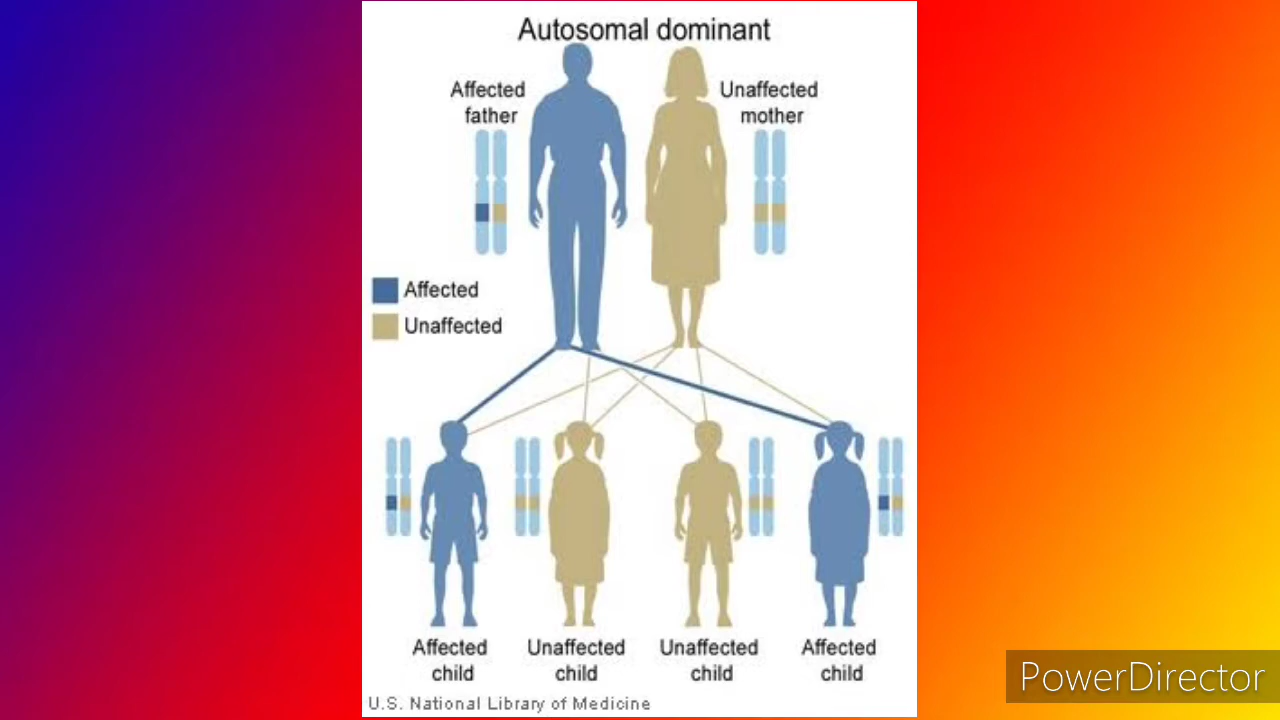 Autosomal dominant
Affected
father
Unaffected
mother
Affected
Unaffected
Affected
child
Unaffected
child
Unaffected
child
Affected
child
U.S. National Library of Medicine
PowerDirector